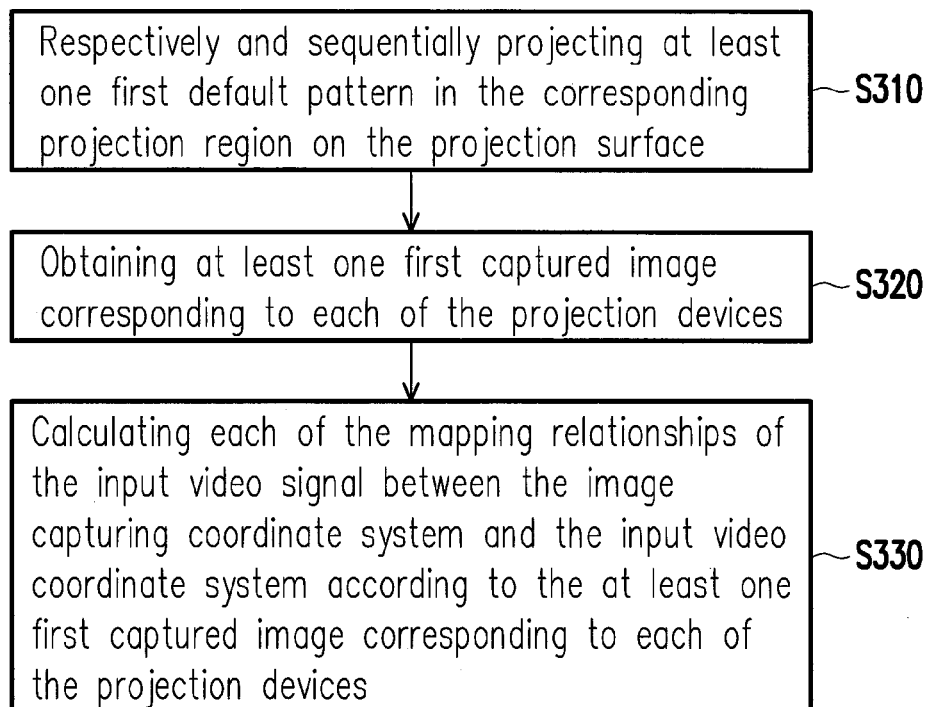 Respectively and sequentially projecting at least
one first default pattern in the corresponding
projection region on the projection surface
S310
Obtaining at least one first captured image
corresponding to each of the projection devices
S320
Calculating each of the mapping relationships of
the input video signal between the image
capturing coordinate system and the input video
coordinate system according to the at least one
first captured image corresponding to each of
the projection devices
S330